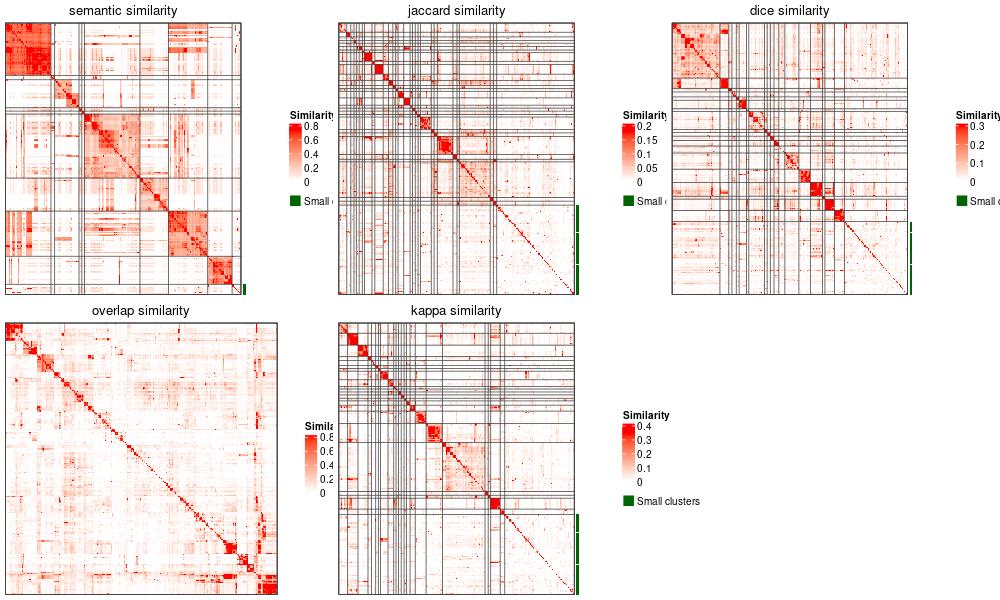 semantic similarity
Similarity
0.8
0.6
0.4
0.2
0
Small
jaccard similarity
Similarity
0.2
0.15
0.1
0.05
0
Small
dice similarity
Similarity
0.3
0.2
0.1
0
Small
overlap similarity
0.6
0.4
0.2
0
kappa similarity
Similarity
0.4
0.3
0.2
0.1
0
Small clusters